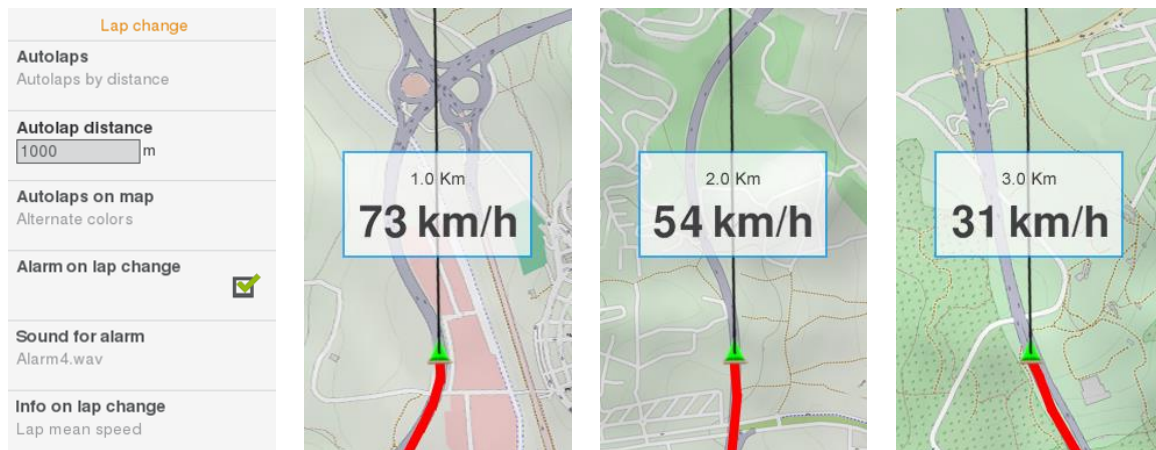 Lap change
Autolaps
Autolaps by distance
Autolap distance
1000 m
Autolaps on map
Alternate colors
Alarm on lap change
Sound for alarm
Alarm4.wav
Info on lap change
Lap mean speed
1.0 Km
73 km/h
2.0 Km
54 km/h
3.0 Km
31 km/h